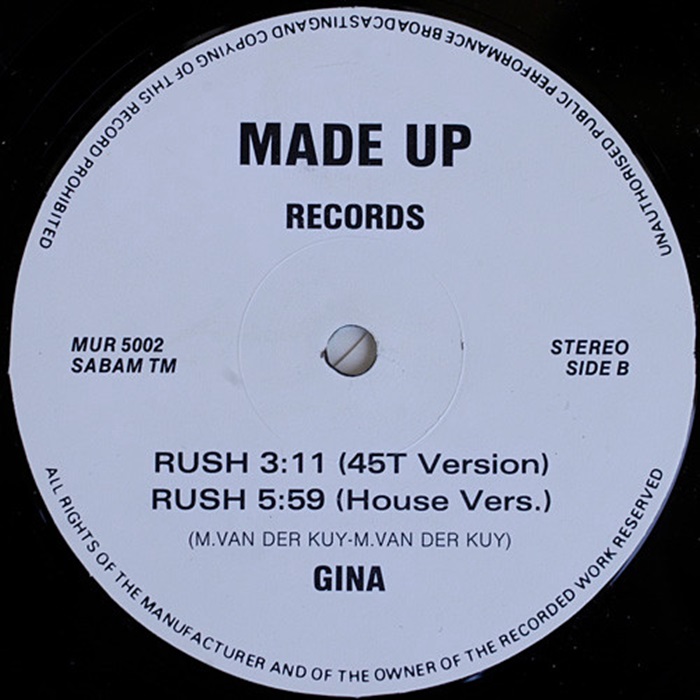 UNAUTHORISED PUBLIC PERFORMANCE BROADCASTING AND COPYING OF THIS RECORD PROHIBITED
MADE UP
RECORDS
MUR 5002
SABAM TM
STEREO
SIDE B
RUSH 3:11 (45T Version)
RUSH 5:59 (House Vers.)
(M.VAN DER KUY-M.VAN DER KUY)
GINA
ALL RIGHTS OF THE MANUFACTURER AND OF THE OWNER OF THE RECORDED WORK RESERVED